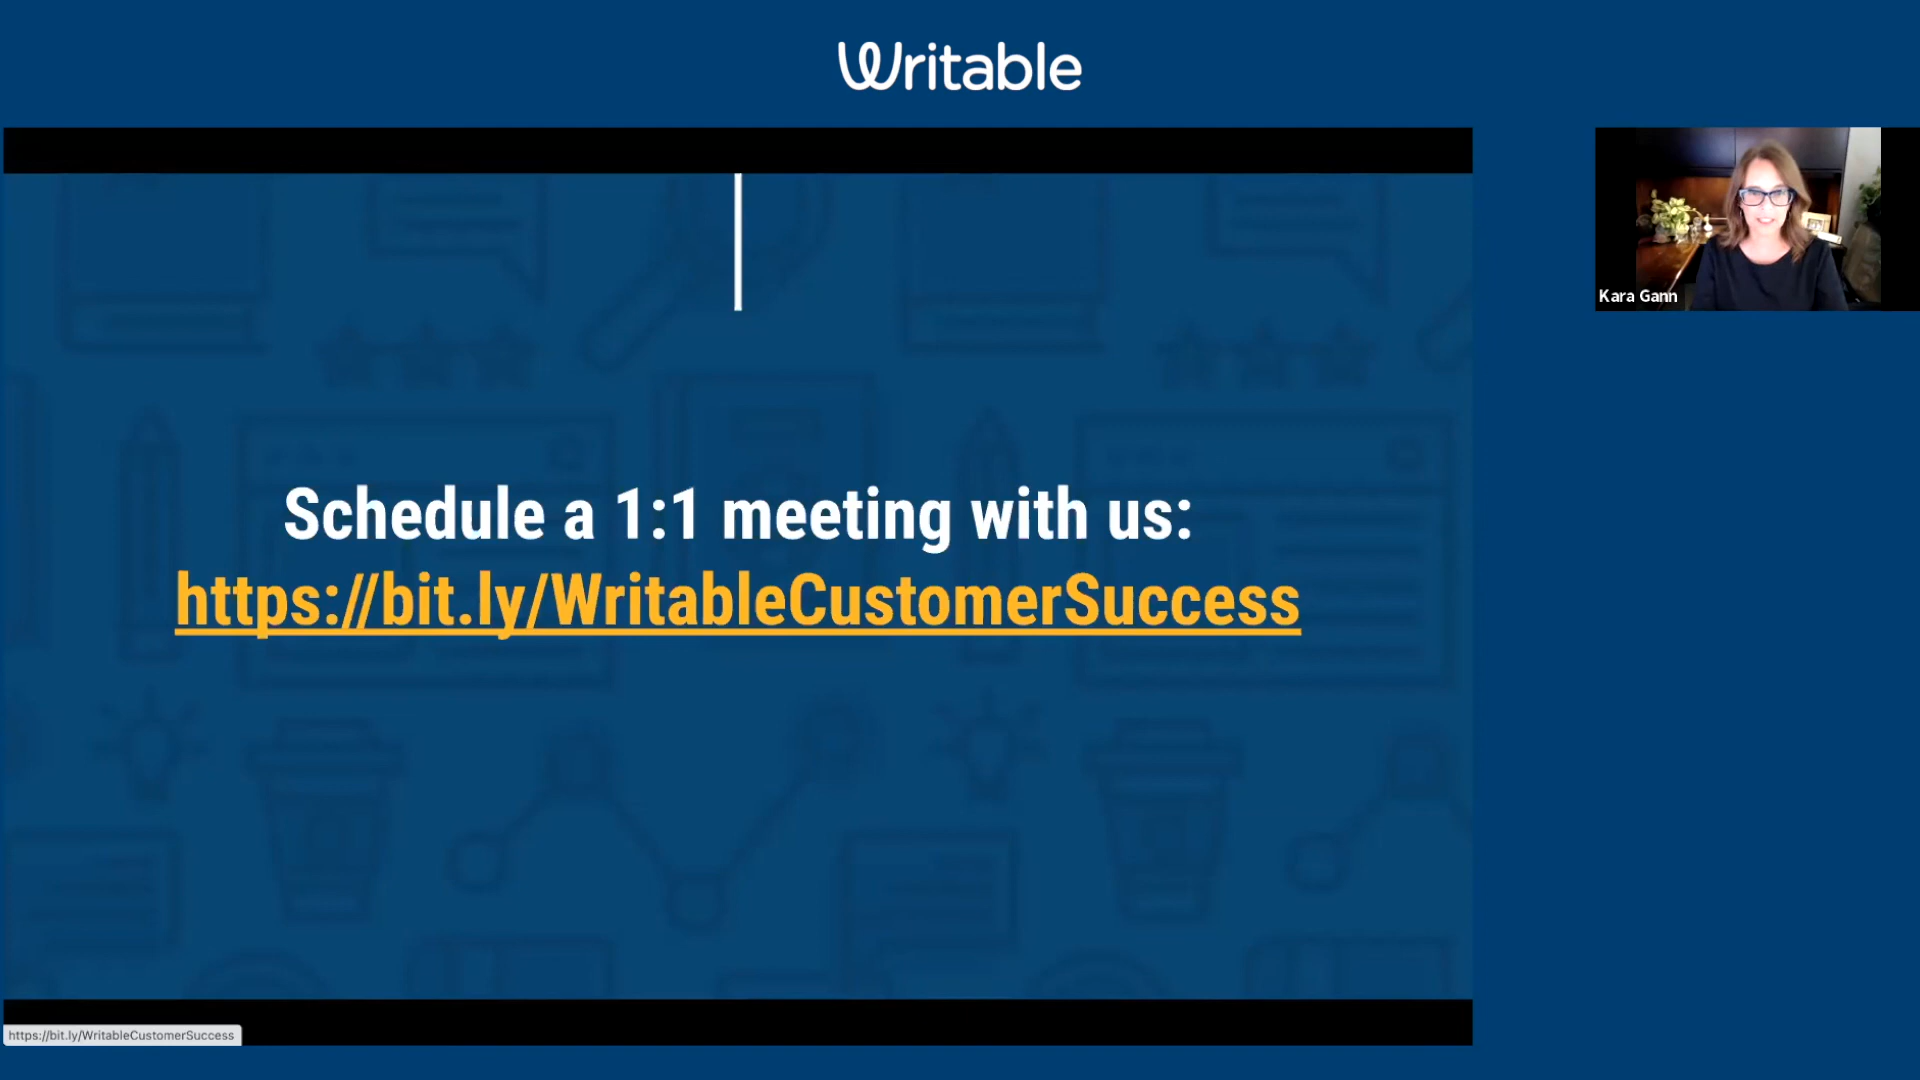 Writable
Schedule a 1:1 meeting with us:
https://bit.ly/WritableCustomerSuccess
Kara Gann
https://bit.ly/WritableCustomerSuccess